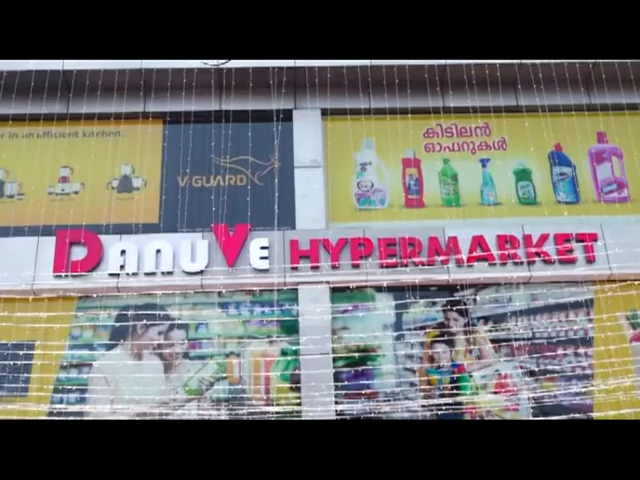 in an efficient kitchen.
V-GUARD
കിടിലൻ
ഓഫറുകൾ
DANUVE HYPERMARKET